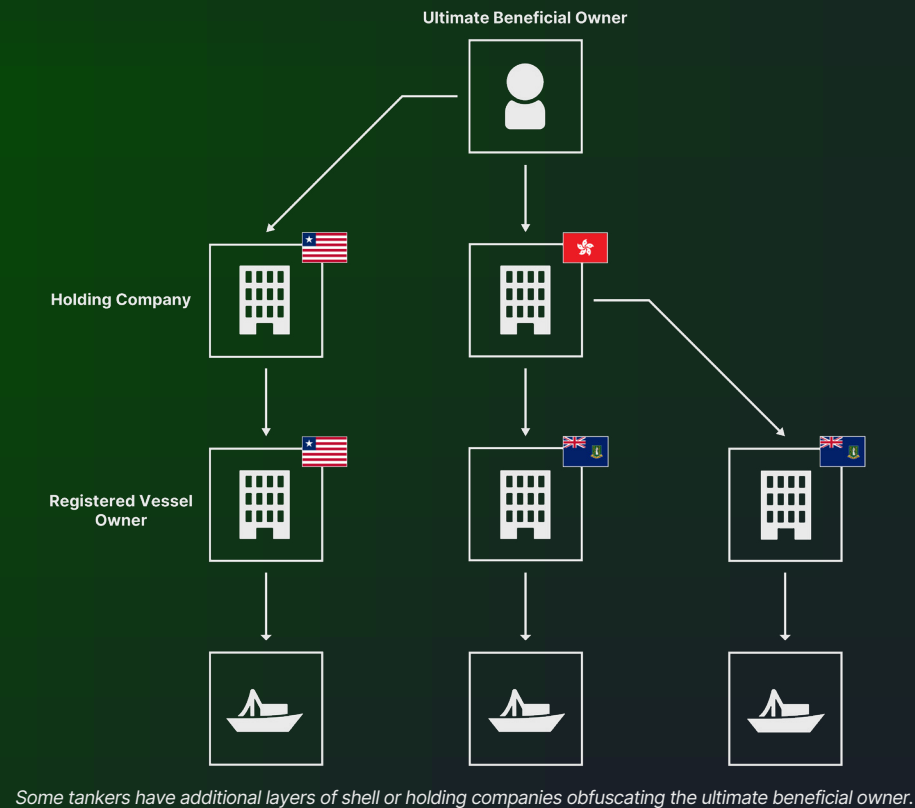 Ultimate Beneficial Owner
Holding Company
Registered Vessel
Owner
Some tankers have additional layers of shell or holding companies obfuscating the ultimate beneficial owner